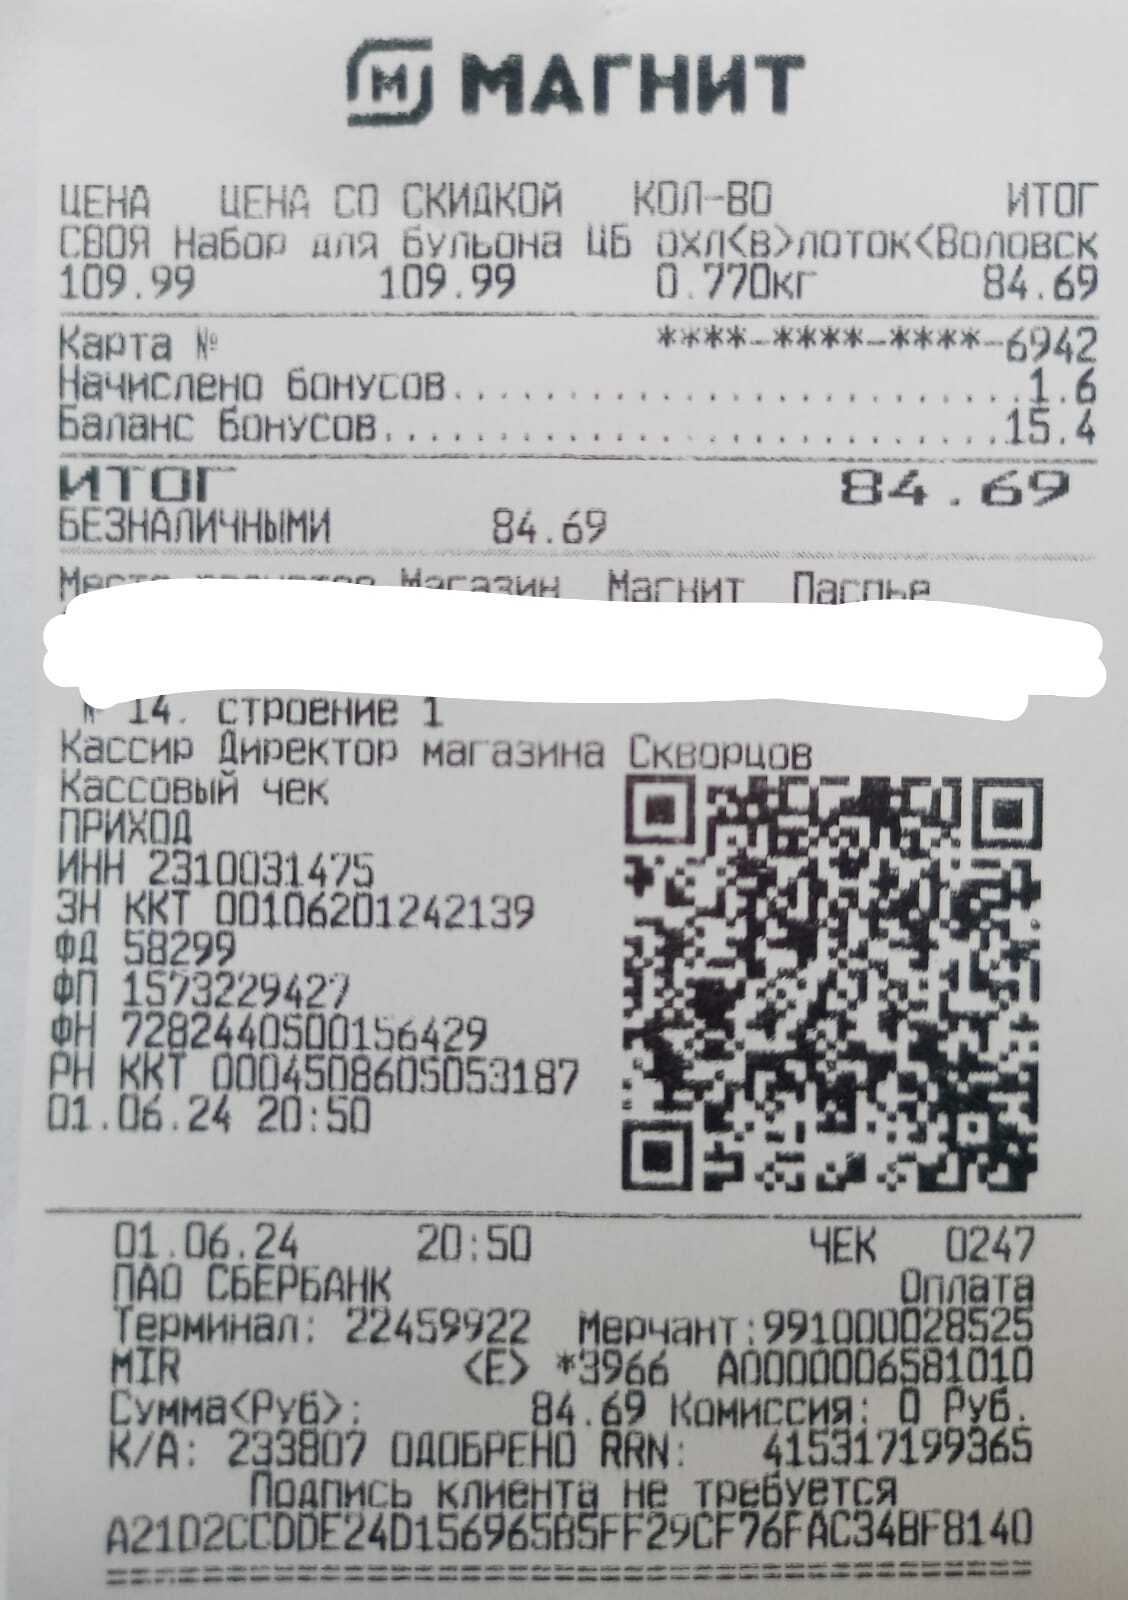 МАГНИТ
ЦЕНА ЦЕНА СО СКИДКОЙ КОЛ-ВО ИТОГ
СВОЯ Набор для бульона ЦБ охл<в>лоток<Воловск
109.99 109.99 0.770кг 84.69
Карта № ****-****-****-6942
Начислено бонусов..........................1.6
Баланс бонусов............................15.4
ИТОГ 84.69
БЕЗНАЛИЧНЫМИ 84.69
Место Магазин Магнит
№ 14. строение 1
Кассир Директор магазина Скворцов
Кассовый чек
ПРИХОД
ИНН 2310031475
ЗН ККТ 00106201242139
ФД 58299
ФП 1573229427
ФН 7282440500156429
РН ККТ 0004508605053187
01.06.24 20:50
01.06.24 20:50 ЧЕК 0247
ПАО СБЕРБАНК Оплата
Терминал: 22459922 Мерчант:991000028525
MIR <E> *3966 A0000006581010
Сумма<Руб>: 84.69 Комиссия: 0 Руб.
К/А: 233807 ОДОБРЕНО RRN: 415317199365
Подпись клиента не требуется
A21D2CCDDE24D156965B5FF29CF76FAC34BF8140